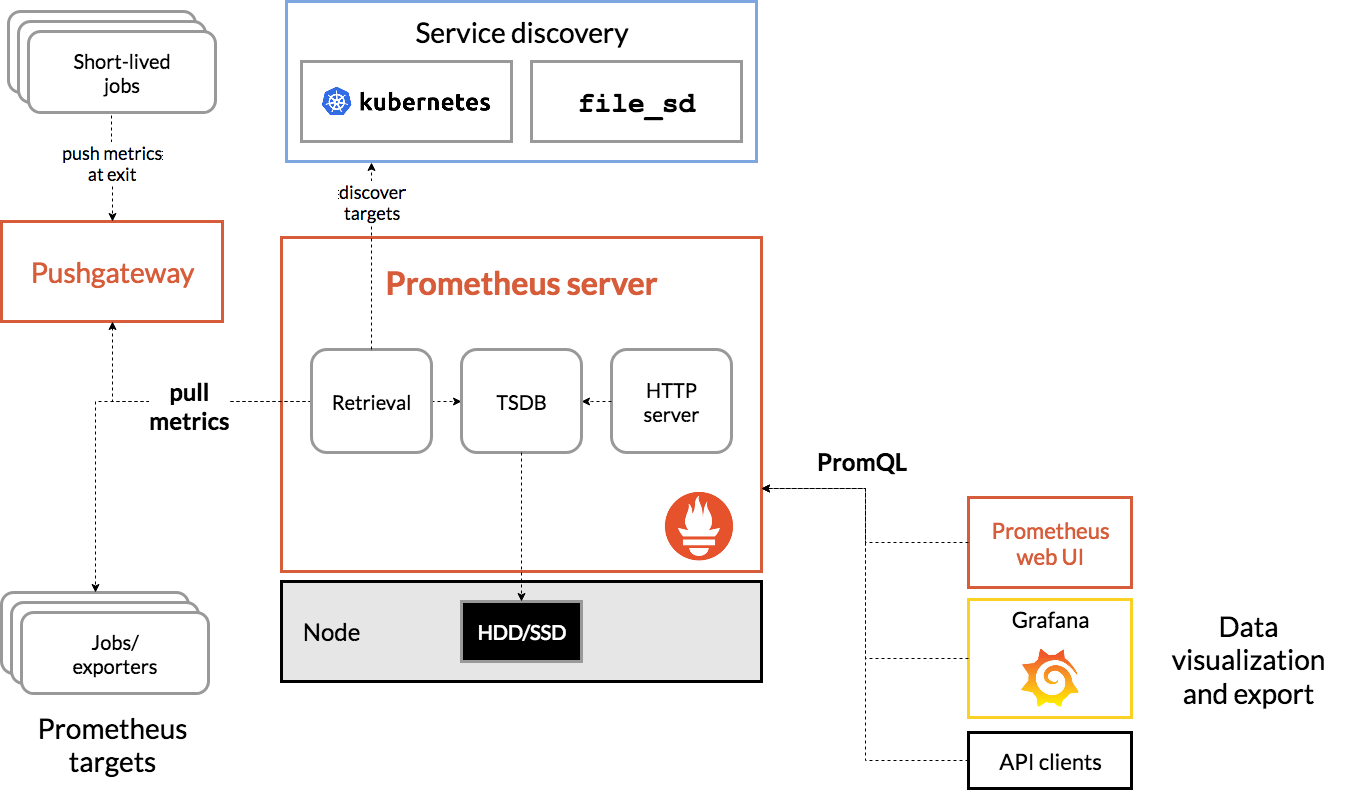 Short-lived
jobs
push metrics
at exit
Pushgateway
Service discovery
kubernetes
file_sd
discover
targets
Prometheus server
Retrieval
TSDB
HTTP
server
pull
metrics
Node
HDD/SSD
Jobs/
exporters
Prometheus
targets
PromQL
Prometheus
web UI
Grafana
API clients
Data
visualization
and export